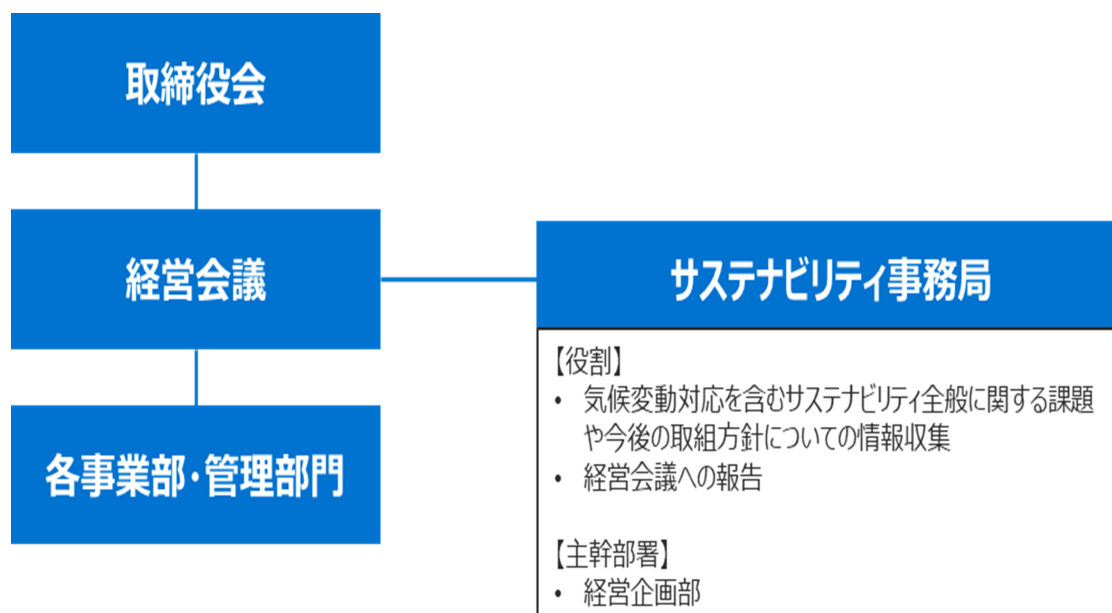 取締役会
経営会議
サステナビリティ事務局
【役割】
• 気候変動対応を含むサステナビリティ全般に関する課題
や今後の取組方針についての情報収集
• 経営会議への報告
【主幹部署】
• 経営企画部
各事業部・管理部門